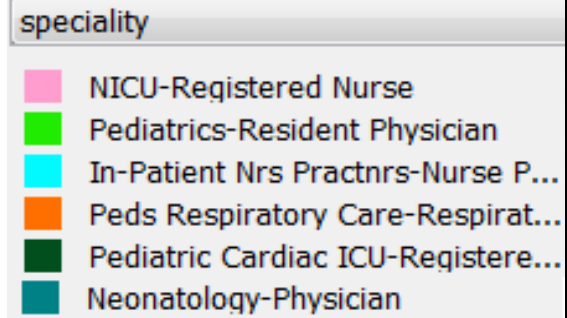 speciality
NICU-Registered Nurse
Pediatrics-Resident Physician
In-Patient Nrs Practnrs-Nurse P...
Peds Respiratory Care-Respirat...
Pediatric Cardiac ICU-Registere...
Neonatology-Physician